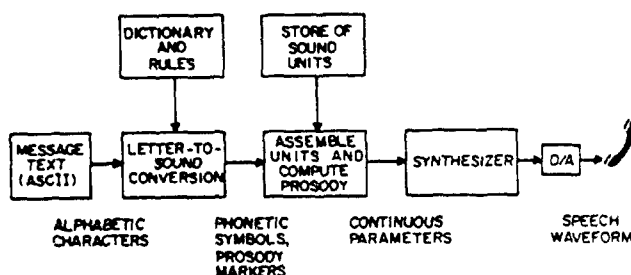 DICTIONARY
AND
RULES
STORE OF
SOUND
UNITS
MESSAGE
TEXT
(ASCII)
LETTER-TO-
SOUND
CONVERSION
ASSEMBLE
UNITS AND
COMPUTE
PROSODY
SYNTHESIZER
D/A
ALPHABETIC
CHARACTERS
PHONETIC
SYMBOLS,
PROSODY
MARKERS
CONTINUOUS
PARAMETERS
SPEECH
WAVEFORM